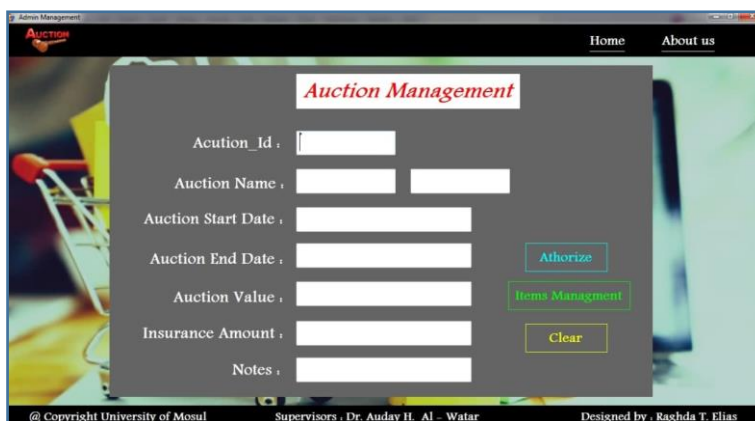 Admin Management
AUCTION
Home About us
Auction Management
Acution_Id :
Auction Name :
Auction Start Date :
Auction End Date :
Athorize
Auction Value :
Items Managment
Insurance Amount :
Clear
Notes :
@ Copyright University of Mosul Supervisors : Dr. Auday H. Al - Watar Designed by : Raghda T. Elias